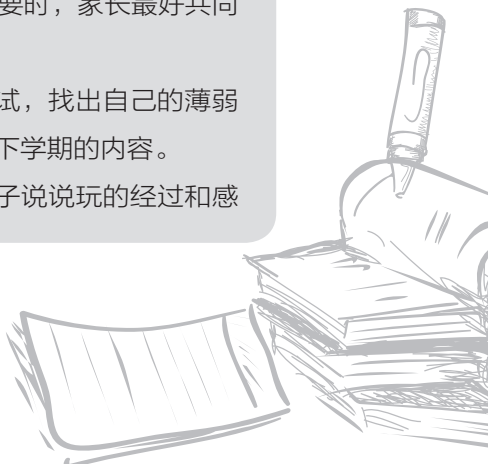 要的，家长最好共同
试，找出自己的薄弱
下学期的内容。
子说说玩的经过和感